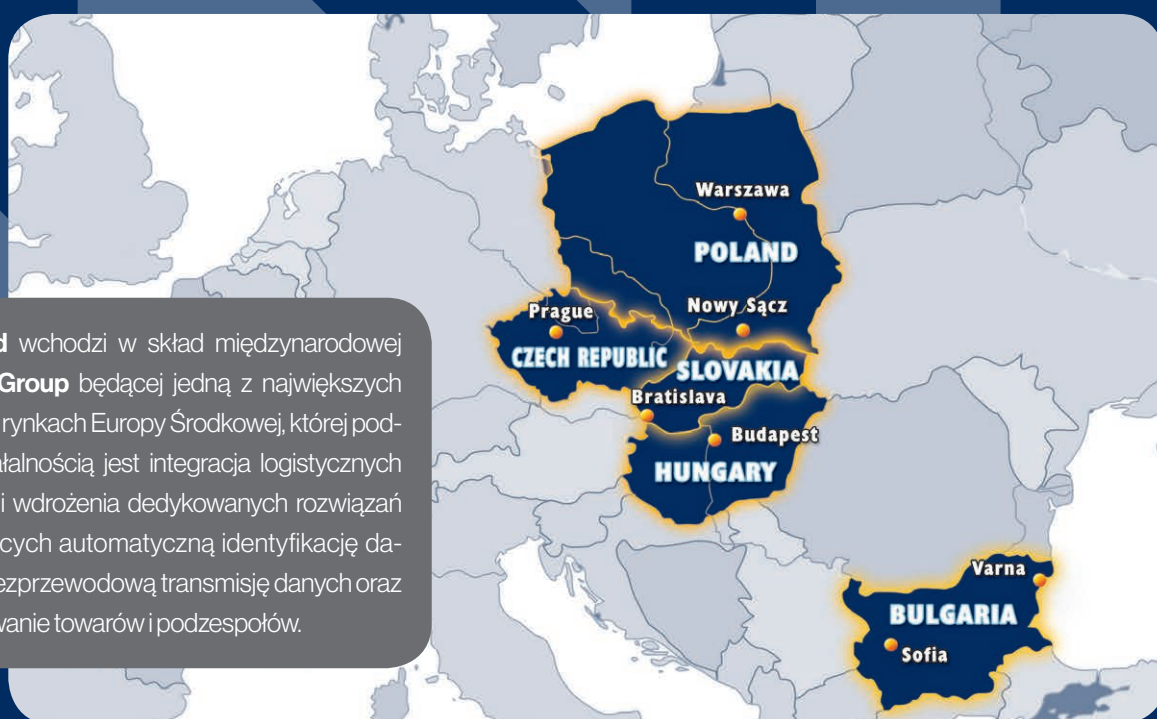 d wchodzi w skład międzynarodowej
Group będącej jedną z największych
rynkach Europy Środkowej, której pod-
ałalnością jest integracja logistycznych
i wdrożenia dedykowanych rozwiązań
cych automatyczną identyfikację da-
ezprzewodową transmisję danych oraz
wanie towarów i podzespołów.
Warszawa
POLAND
Nowy Sącz
Prague
CZECH REPUBLIC
SLOVAKIA
Bratislava
Budapest
HUNGARY
Varna
BULGARIA
Sofia